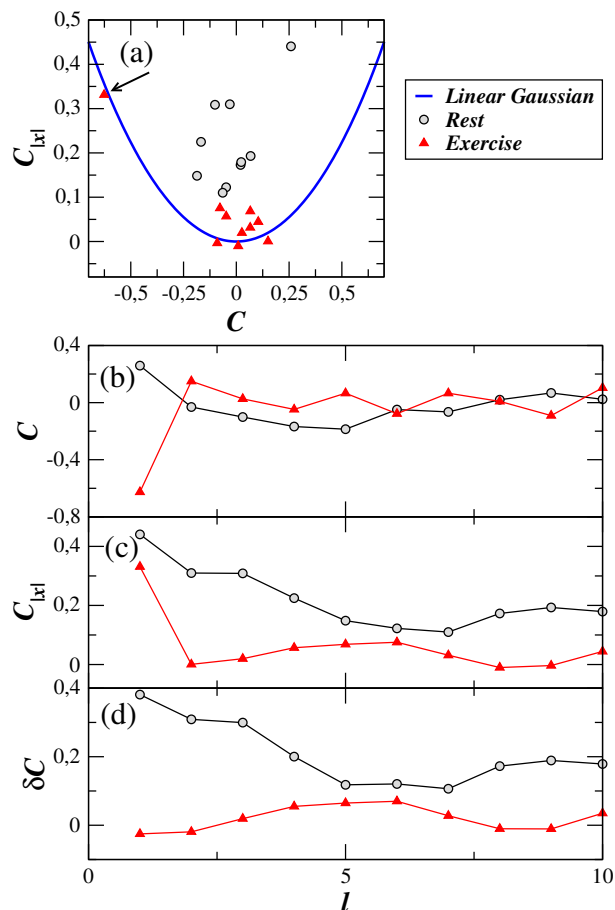 0,5
0,4
0,3
0,2
0,1
0
C|x|
(a)
-0,5 -0,25 0 0,25 0,5
C
Linear Gaussian
Rest
Exercise
0,4
0
-0,4
-0,8
C
(b)
0,4
0,2
0
C|x|
(c)
0,4
0,2
0
δC
(d)
0 5 10
l